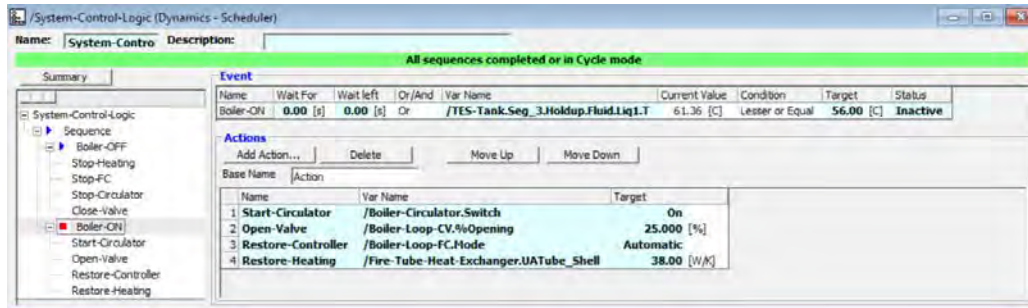 /System-Control-Logic (Dynamics - Scheduler)
Name: System-Contro Description:
All sequences completed or in Cycle mode
Summary
System-Control-Logic
Sequence
Boiler-OFF
Stop-Heating
Stop-FC
Stop-Circulator
Close-Valve
Boiler-ON
Start-Circulator
Open-Valve
Restore-Controller
Restore-Heating
Event
Name Wait For Wait left Or/And Var Name Current Value Condition Target Status
Boiler-ON 0.00 [s] 0.00 [s] Or /TES-Tank.Seg_3.Holdup.Fluid.Liq1.T 61.36 [C] Lesser or Equal 56.00 [C] Inactive
Actions
Add Action... Delete Move Up Move Down
Base Name Action
Name Var Name Target
1 Start-Circulator /Boiler-Circulator.Switch On
2 Open-Valve /Boiler-Loop-CV.%Opening 25.000 [%]
3 Restore-Controller /Boiler-Loop-FC.Mode Automatic
4 Restore-Heating /Fire-Tube-Heat-Exchanger.UATube_Shell 38.00 [W/K]